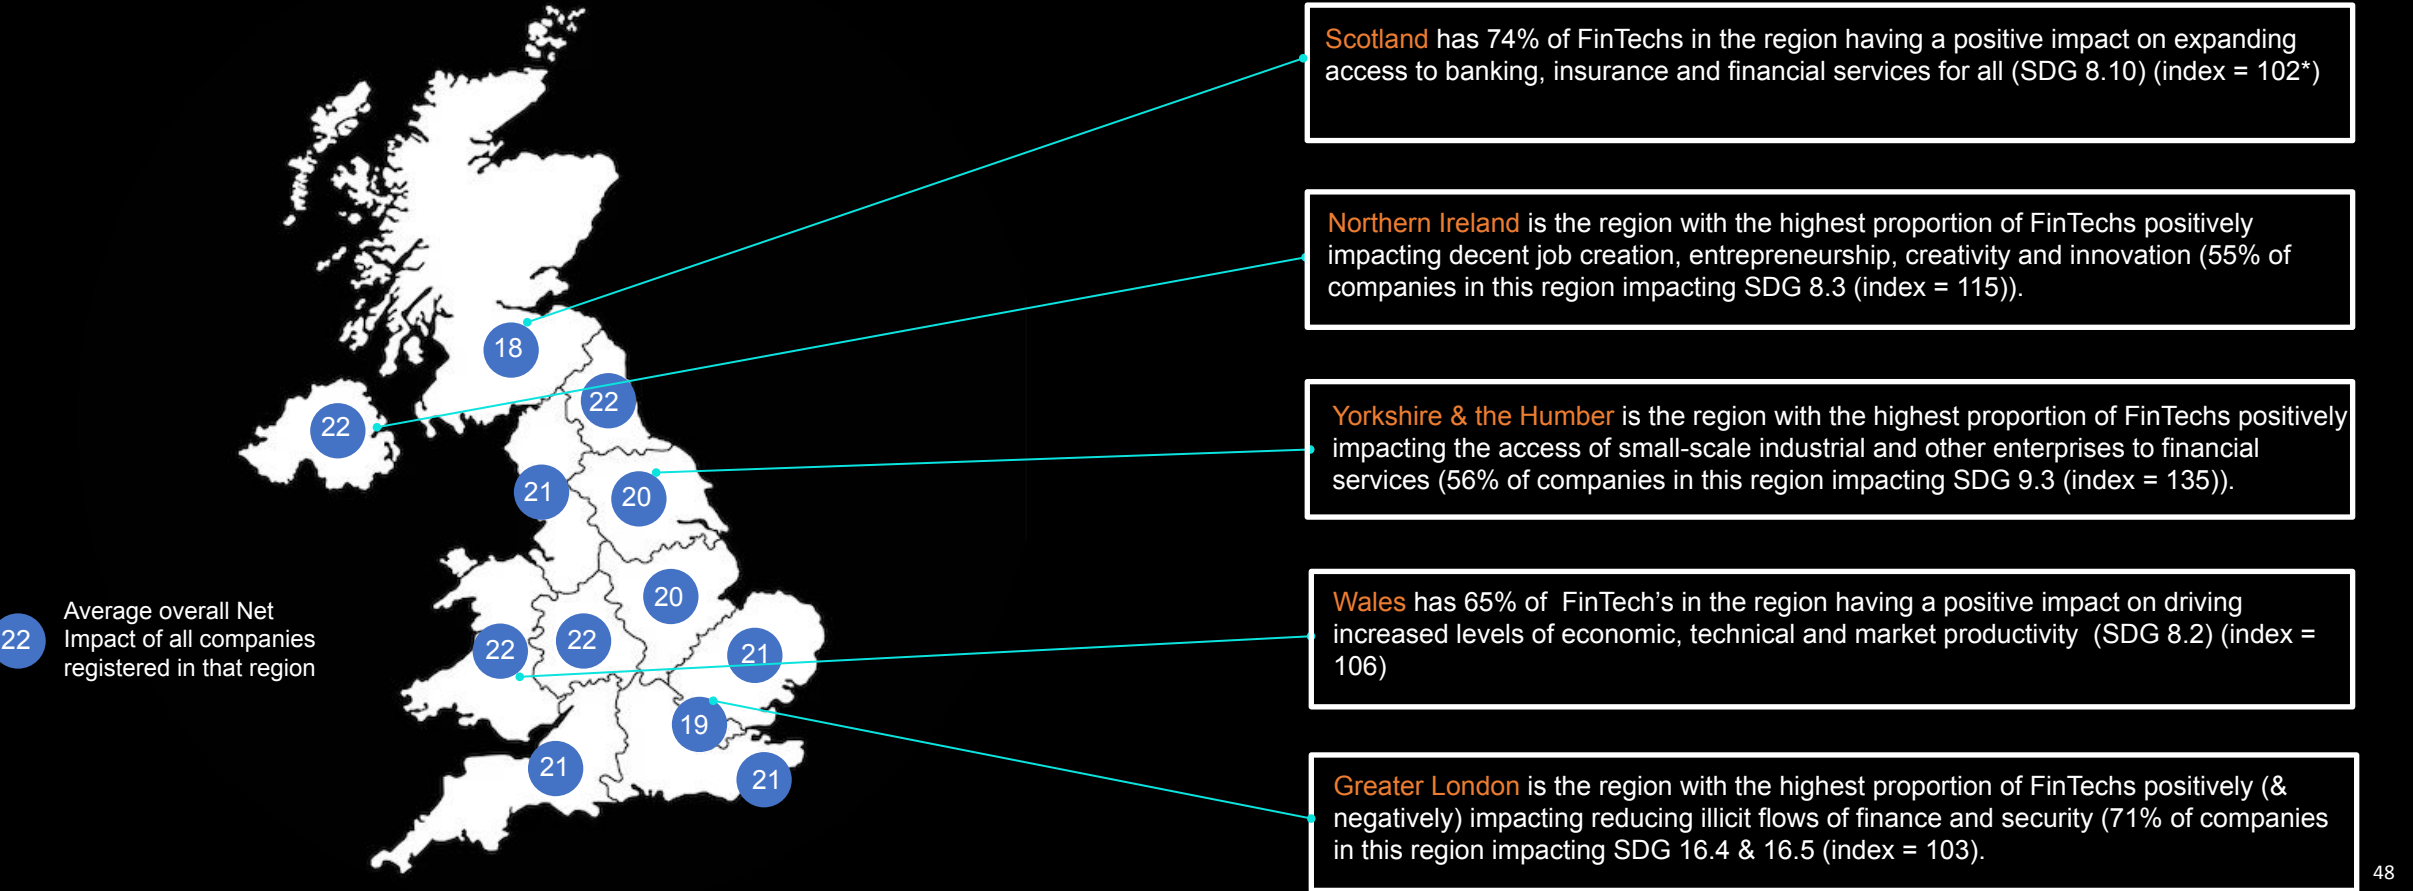 Scotland has 74% of FinTechs in the region having a positive impact on expanding
access to banking, insurance and financial services for all (SDG 8.10) (index = 102*)
Northern Ireland is the region with the highest proportion of FinTechs positively
impacting decent job creation, entrepreneurship, creativity and innovation (55% of
companies in this region impacting SDG 8.3 (index = 115)).
18
22
22
Yorkshire & the Humber is the region with the highest proportion of FinTechs positively
impacting the access of small-scale industrial and other enterprises to financial
services (56% of companies in this region impacting SDG 9.3 (index = 135)).
21
20
20
22
Average overall Net
Impact of all companies
registered in that region
22
22
21
Wales has 65% of  FinTech's in the region having a positive impact on driving
increased levels of economic, technical and market productivity  (SDG 8.2) (index =
106)
19
21
21
Greater London is the region with the highest proportion of FinTechs positively (&
negatively) impacting reducing illicit flows of finance and security (71% of companies
in this region impacting SDG 16.4 & 16.5 (index = 103).
48